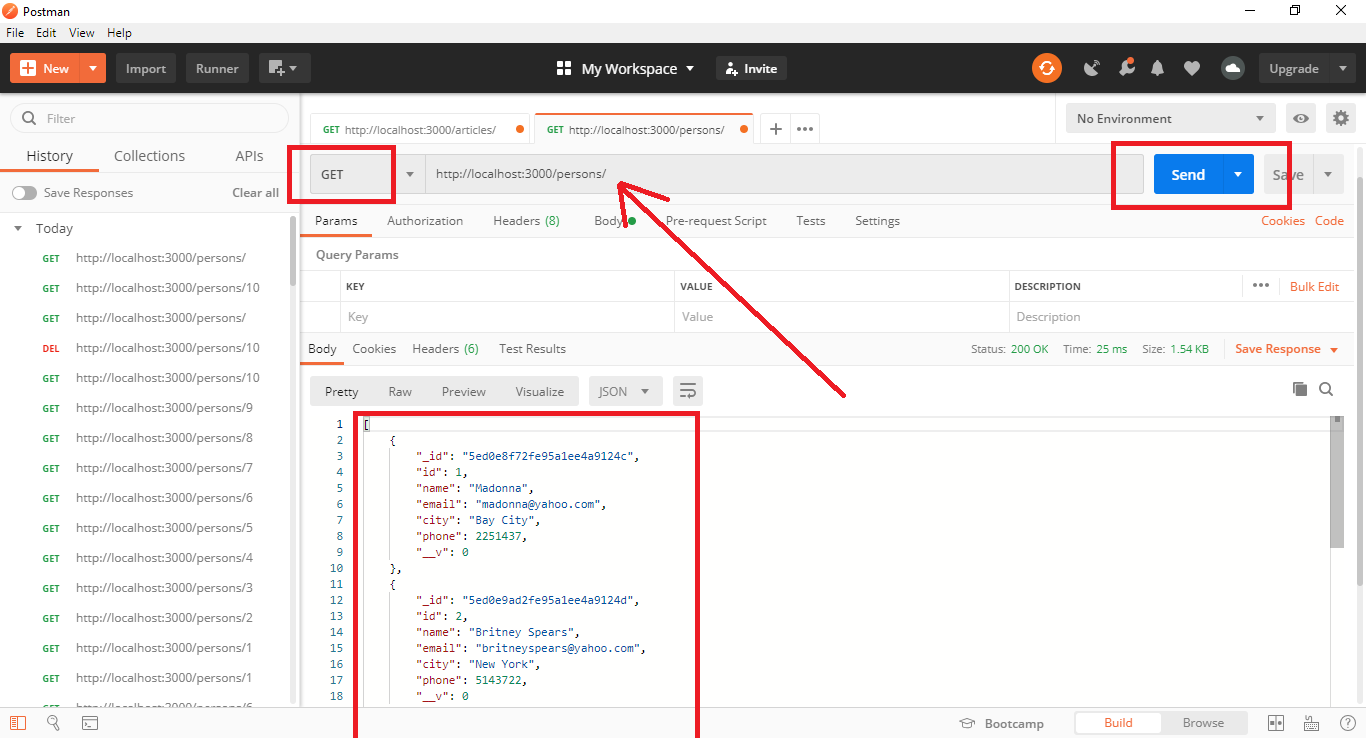 Postman
File Edit View Help
New Import Runner My Workspace Invite Upgrade
Filter
History Collections APIs
Save Responses Clear all
Today
GET http://localhost:3000/persons/
GET http://localhost:3000/persons/10
GET http://localhost:3000/persons/
DEL http://localhost:3000/persons/10
GET http://localhost:3000/persons/10
GET http://localhost:3000/persons/9
GET http://localhost:3000/persons/8
GET http://localhost:3000/persons/7
GET http://localhost:3000/persons/6
GET http://localhost:3000/persons/5
GET http://localhost:3000/persons/4
GET http://localhost:3000/persons/3
GET http://localhost:3000/persons/2
GET http://localhost:3000/persons/1
GET http://localhost:3000/persons/1
GET http://localhost:3000/persons/6
GET http://localhost:3000/articles/ GET http://localhost:3000/persons/ No Environment
GET http://localhost:3000/persons/ Send Save
Params Authorization Headers (8) Body Pre-request Script Tests Settings Cookies Code
Query Params
KEY VALUE DESCRIPTION Bulk Edit
Key Value Description
Body Cookies Headers (6) Test Results Status: 200 OK Time: 25 ms Size: 1.54 KB Save Response
Pretty Raw Preview Visualize JSON
1 [
2 {
3 "_id": "5ed0e8f72fe95a1ee4a9124c",
4 "id": 1,
5 "name": "Madonna",
6 "email": "madonna@yahoo.com",
7 "city": "Bay City",
8 "phone": 2251437,
9 "__v": 0
10 },
11 {
12 "_id": "5ed0e9ad2fe95a1ee4a9124d",
13 "id": 2,
14 "name": "Britney Spears",
15 "email": "britneyspears@yahoo.com",
16 "city": "New York",
17 "phone": 5143722,
18 "__v": 0
Bootcamp Build Browse